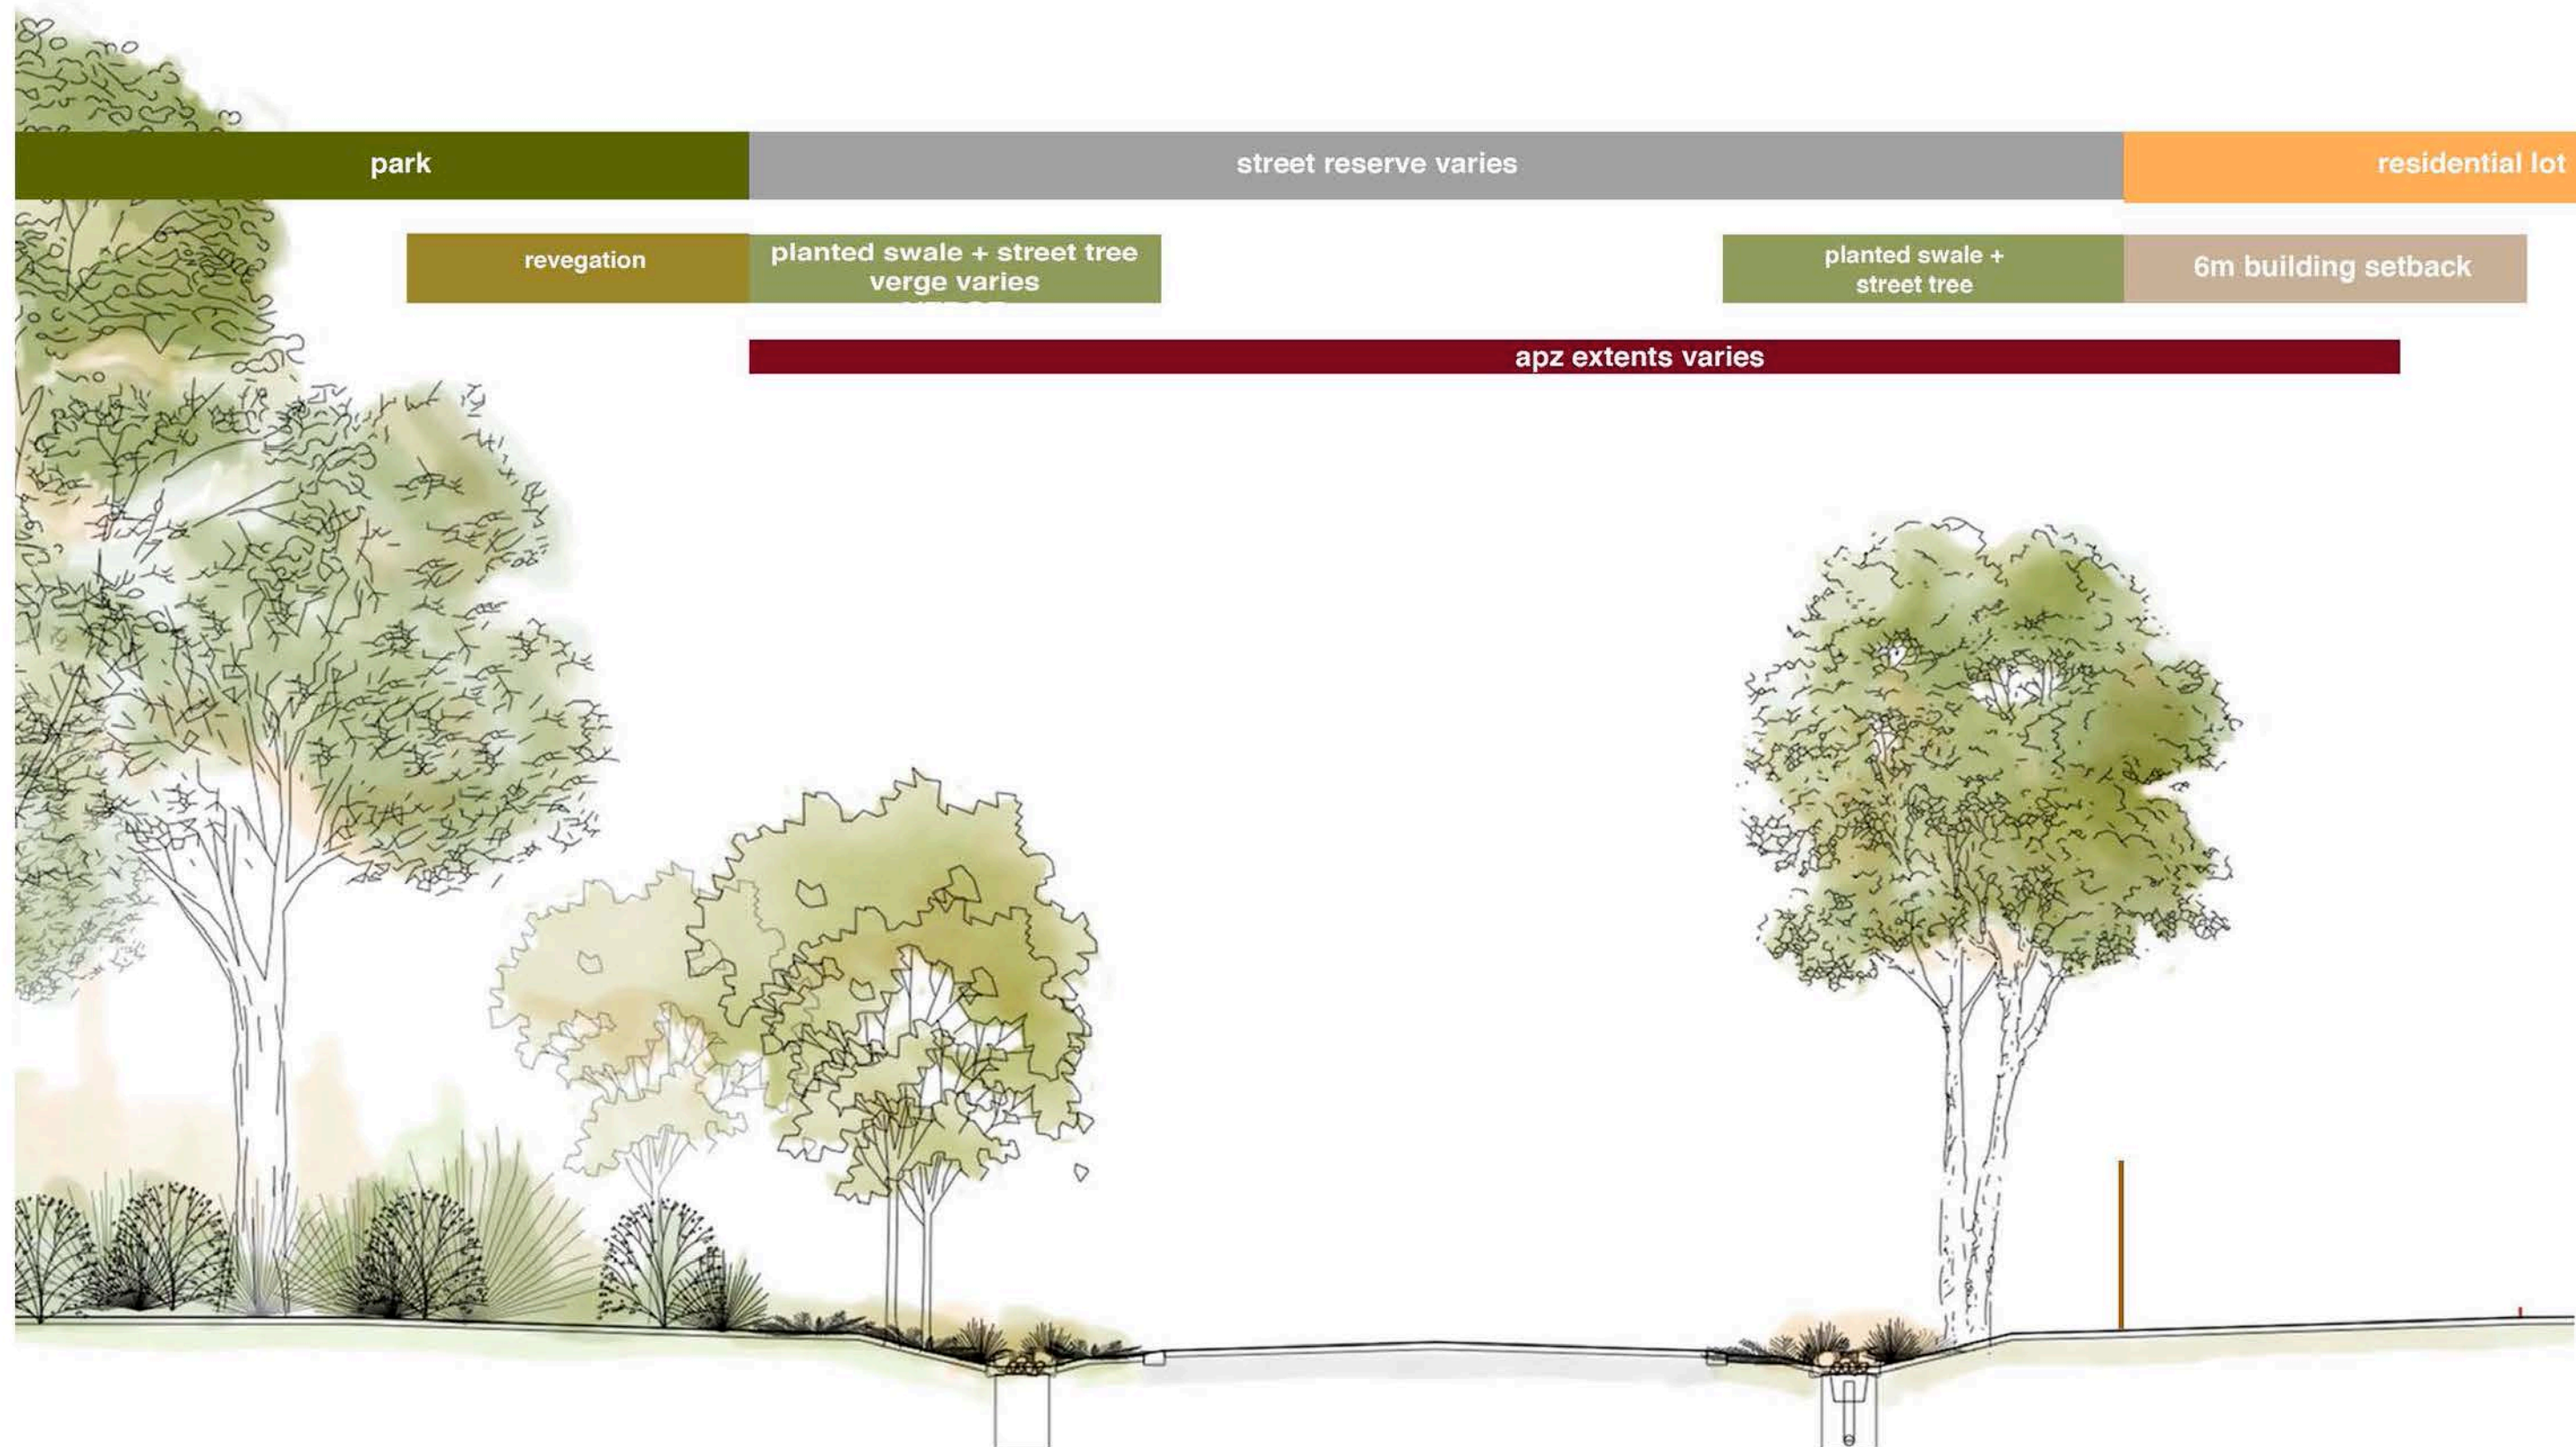 park
street reserve varies
residential lot
revegation
planted swale + street tree
verge varies
planted swale +
street tree
6m building setback
apz extents varies